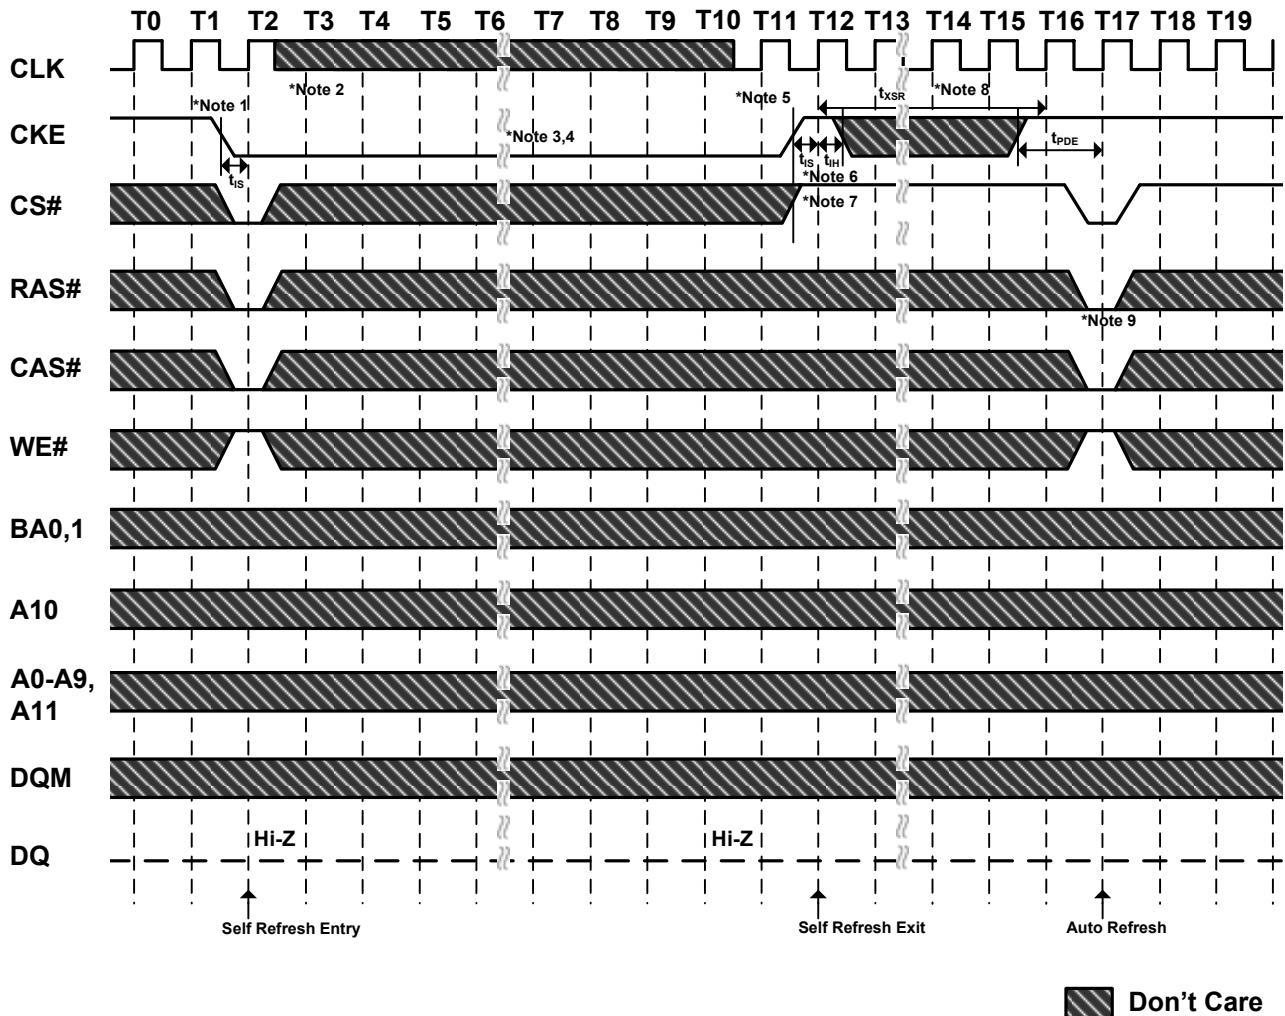 T0 T1 T2 T3 T4 T5 T6 T7 T8 T9 T10 T11 T12 T13 T14 T15 T16 T17 T18 T19
CLK
*Note 1 *Note 2 *Note 5 tXSR *Note 8
CKE *Note 3,4 tPDE
tIS tIS tIH
*Note 6
CS# *Note 7
RAS#
*Note 9
CAS#
WE#
BA0,1
A10
A0-A9,
A11
DQM
Hi-Z Hi-Z
DQ
Self Refresh Entry Self Refresh Exit Auto Refresh
Don't Care